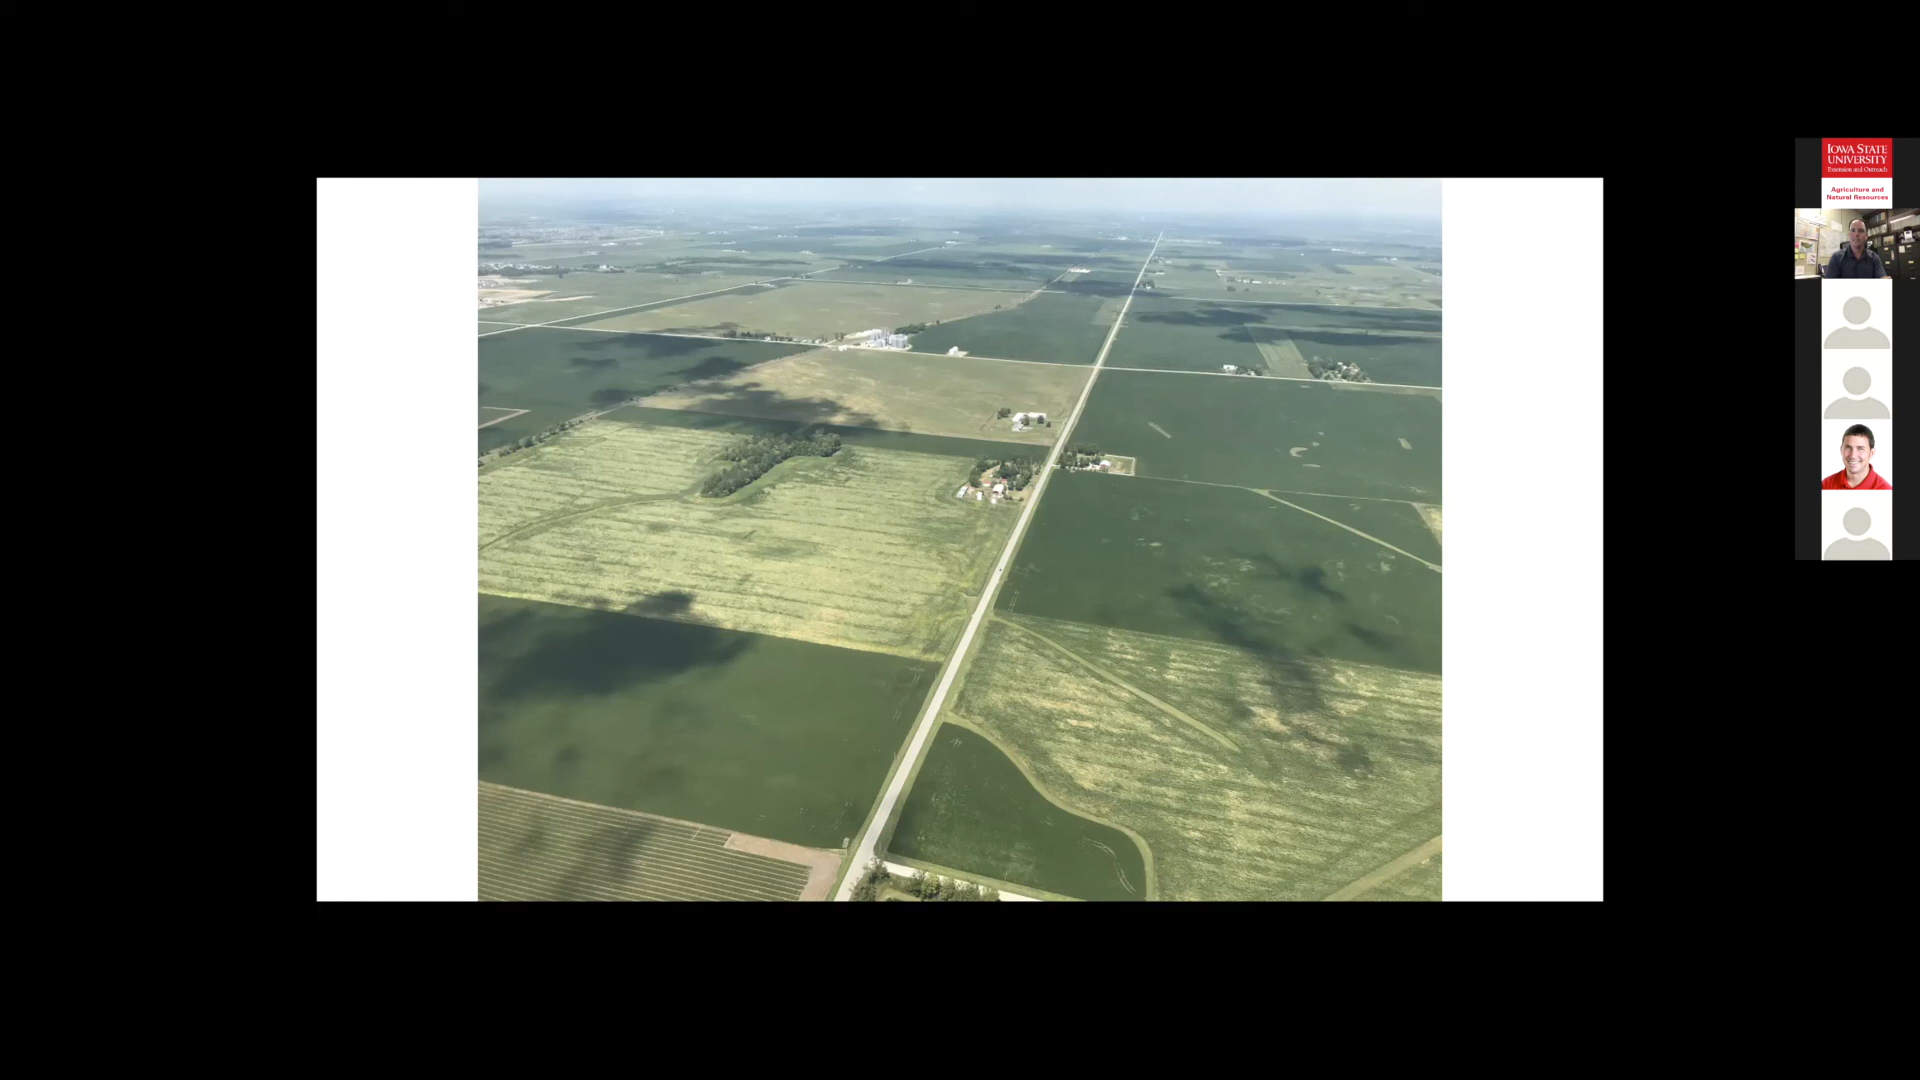 IOWA STATE
UNIVERSITY
Extension and Outreach
Agriculture and
Natural Resources